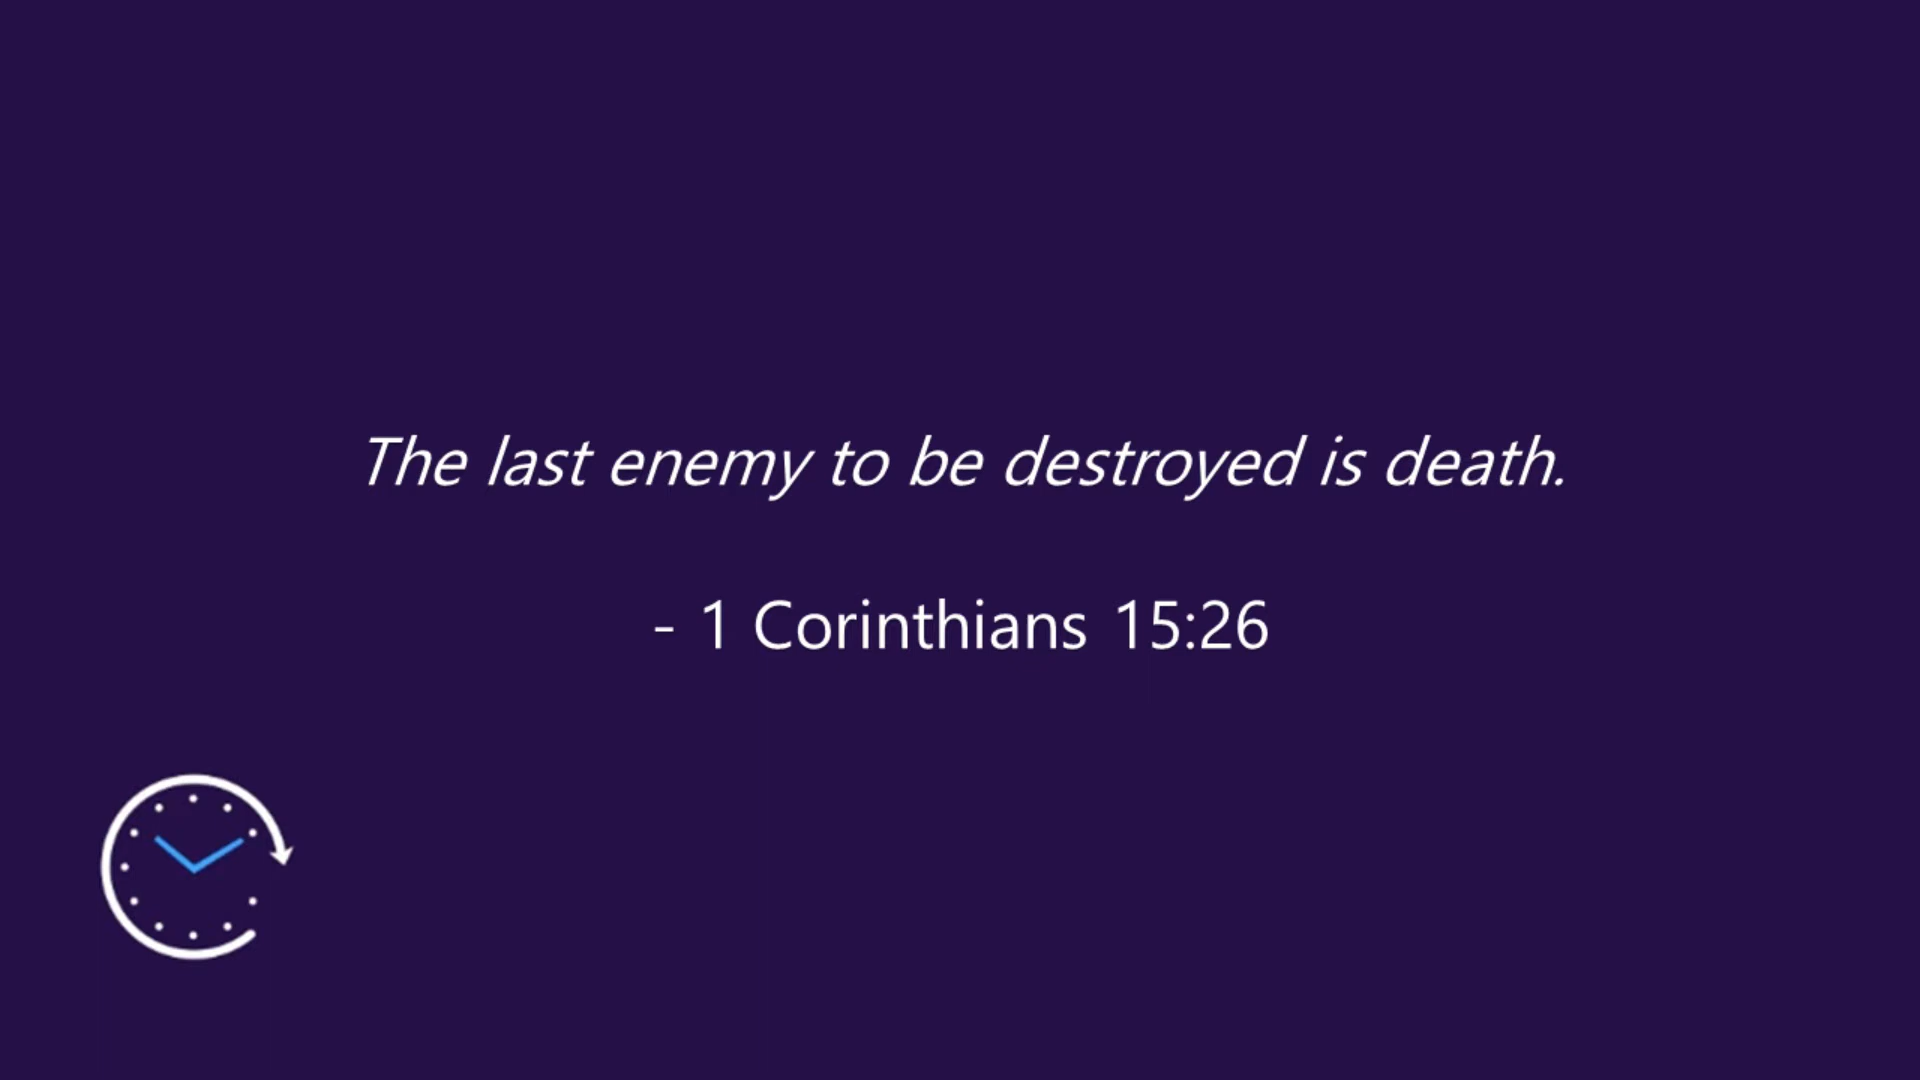 The last enemy to be destroyed is death.
- 1 Corinthians 15:26